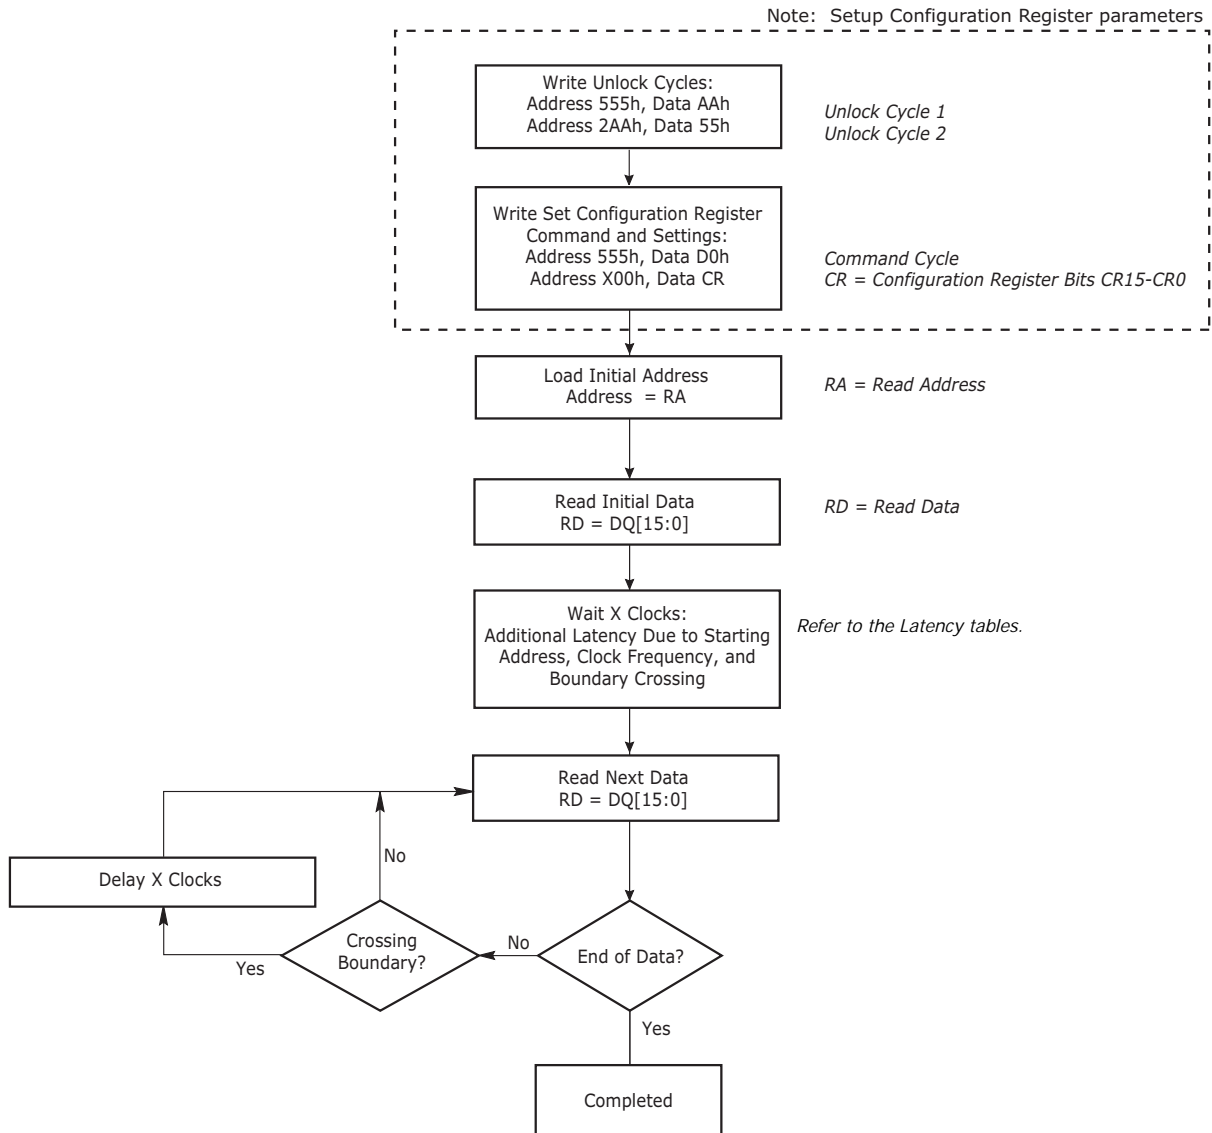 Note: Setup Configuration Register parameters
Write Unlock Cycles:
Address 555h, Data AAh
Address 2AAh, Data 55h
Unlock Cycle 1
Unlock Cycle 2
Write Set Configuration Register
Command and Settings:
Address 555h, Data D0h
Address X00h, Data CR
Command Cycle
CR = Configuration Register Bits CR15-CR0
Load Initial Address
Address = RA
RA = Read Address
Read Initial Data
RD = DQ[15:0]
RD = Read Data
Wait X Clocks:
Additional Latency Due to Starting
Address, Clock Frequency, and
Boundary Crossing
Refer to the Latency tables.
Read Next Data
RD = DQ[15:0]
No
Delay X Clocks
Crossing
Boundary?
Yes
No
End of Data?
Yes
Completed